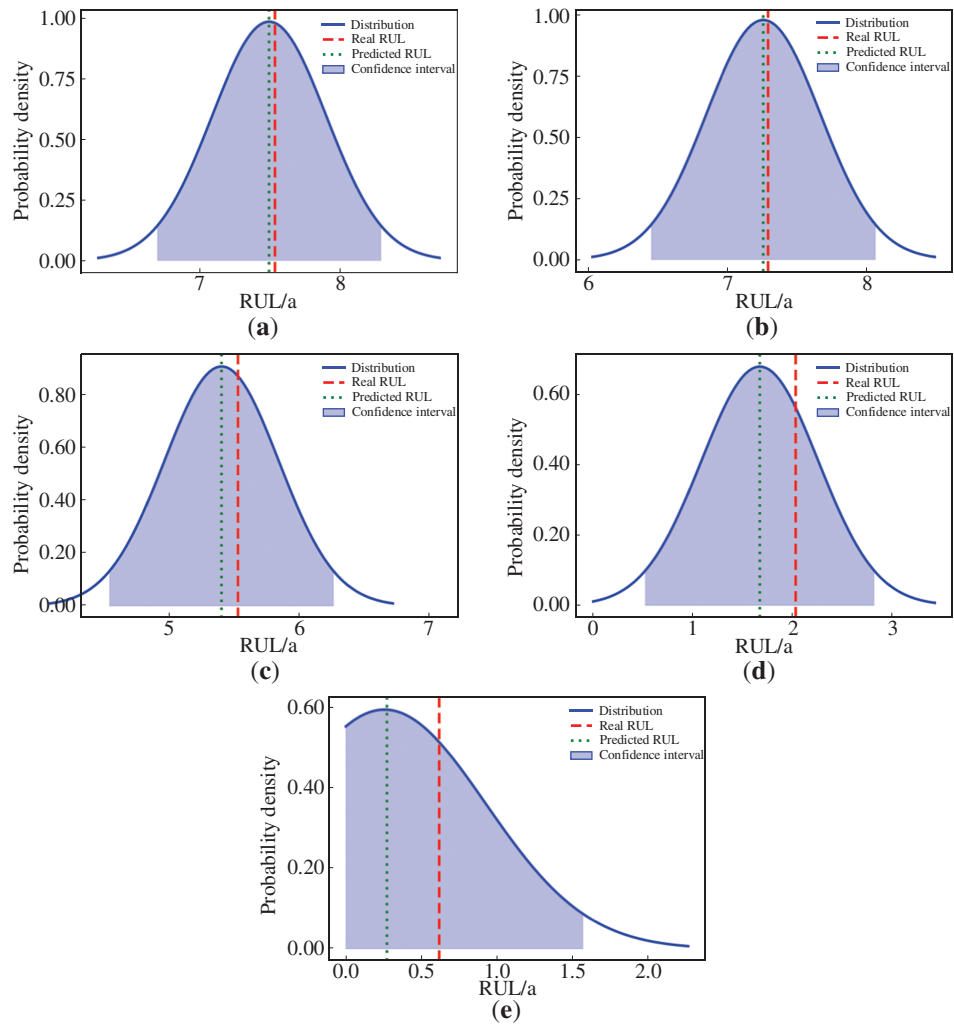 1.00
0.75
0.50
0.25
0.00
Probability density
Distribution
Real RUL
Predicted RUL
Confidence interval
7 8
RUL/a
(a)
1.00
0.75
0.50
0.25
0.00
Probability density
Distribution
Real RUL
Predicted RUL
Confidence interval
6 7 8
RUL/a
(b)
0.80
0.60
0.40
0.20
0.00
Probability density
Distribution
Real RUL
Predicted RUL
Confidence interval
5 6 7
RUL/a
(c)
0.60
0.40
0.20
0.00
Probability density
Distribution
Real RUL
Predicted RUL
Confidence interval
0 1 2 3
RUL/a
(d)
0.60
0.40
0.20
0.00
Probability density
Distribution
Real RUL
Predicted RUL
Confidence interval
0.0 0.5 1.0 1.5 2.0
RUL/a
(e)